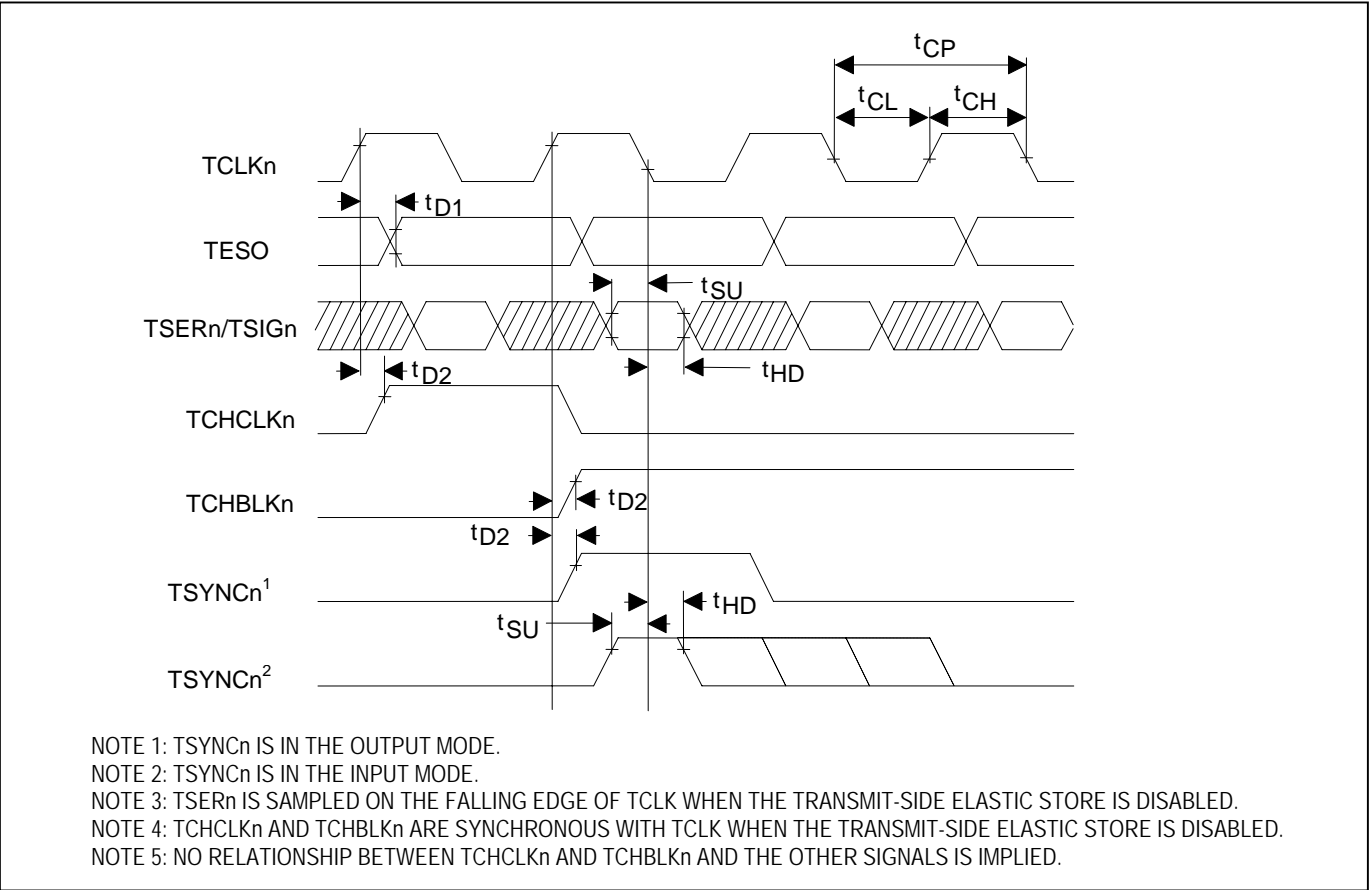 tCP
tCL tCH
TCLKn
tD1
TESO
tSU
TSERn/TSIGn
tD2 tHD
TCHCLKn
TCHBLKn tD2
tD2
TSYNCn1
tHD
tSU
TSYNCn2
NOTE 1: TSYNCn IS IN THE OUTPUT MODE.
NOTE 2: TSYNCn IS IN THE INPUT MODE.
NOTE 3: TSERn IS SAMPLED ON THE FALLING EDGE OF TCLK WHEN THE TRANSMIT-SIDE ELASTIC STORE IS DISABLED.
NOTE 4: TCHCLKn AND TCHBLKn ARE SYNCHRONOUS WITH TCLK WHEN THE TRANSMIT-SIDE ELASTIC STORE IS DISABLED.
NOTE 5: NO RELATIONSHIP BETWEEN TCHCLKn AND TCHBLKn AND THE OTHER SIGNALS IS IMPLIED.